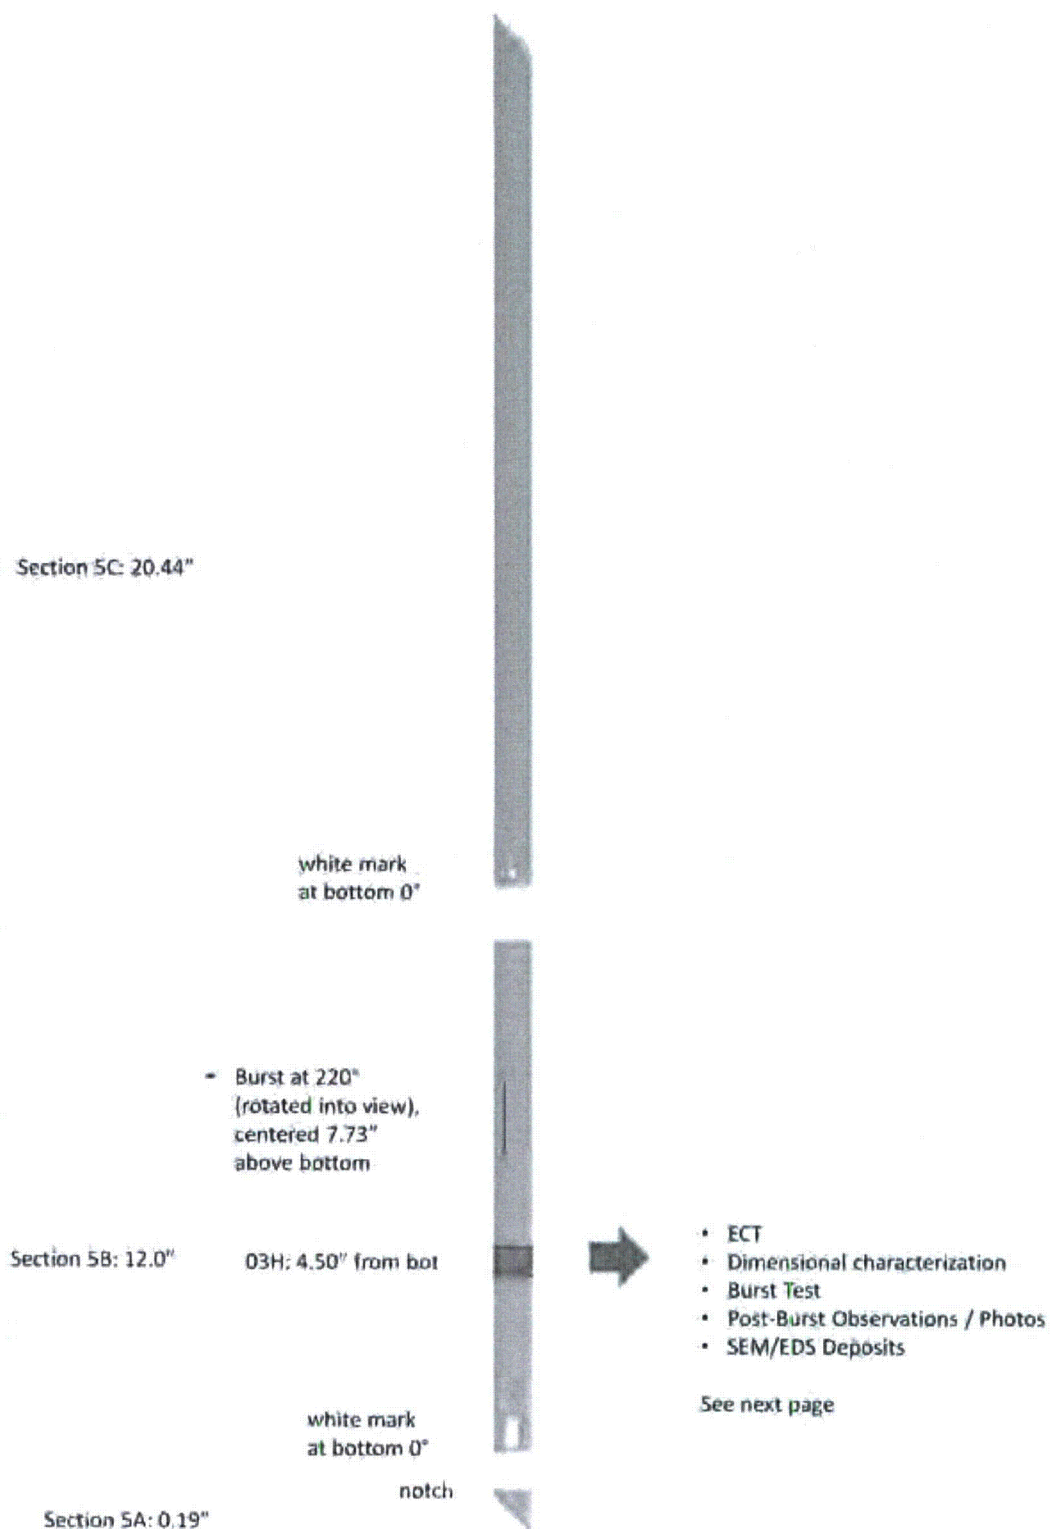 Section 5C: 20.44"
white mark
at bottom 0°
- Burst at 220°
(rotated into view),
centered 7.73"
above bottom
Section 5B: 12.0"
03H: 4.50" from bot
• ECT
• Dimensional characterization
• Burst Test
• Post-Burst Observations / Photos
• SEM/EDS Deposits
See next page
white mark
at bottom 0°
notch
Section 5A: 0.19"